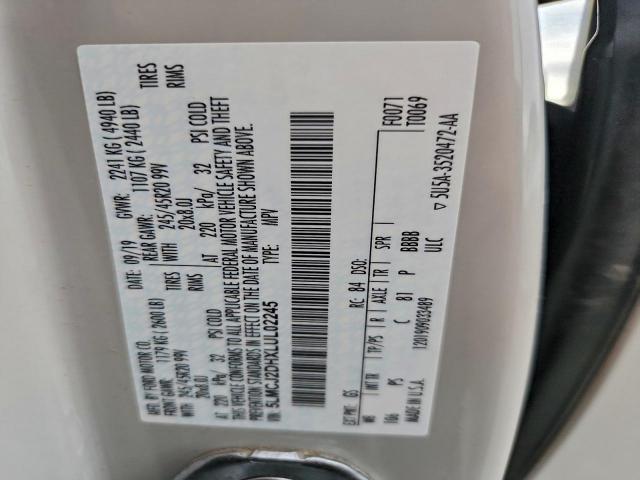 MFD. BY FORD MOTOR CO.
DATE: 09/19 GVWR: 2241 KG ( 4940 LB)
FRONT GAWR: 1179 KG ( 2600 LB) REAR GAWR: 1107 KG ( 2440 LB)
WITH 245/45R20 99V TIRES WITH 245/45R20 99V TIRES
20x8.0J RIMS 20x8.0J RIMS
AT 220 kPa/ 32 PSI COLD AT 220 kPa/ 32 PSI COLD
THIS VEHICLE CONFORMS TO ALL APPLICABLE FEDERAL MOTOR VEHICLE SAFETY AND THEFT
PREVENTION STANDARDS IN EFFECT ON THE DATE OF MANUFACTURE SHOWN ABOVE.
VIN: 5LMCJ2DHXLUL02245 TYPE: MPV
F0071
T0069
EXT PNT: GS RC: 84 DSO:
WB INT TR TP/PS R AXLE TR SPR
106 PS C 81 P BBBB
MADE IN U.S.A. ULC
▽ 5U5A-3520472-AA